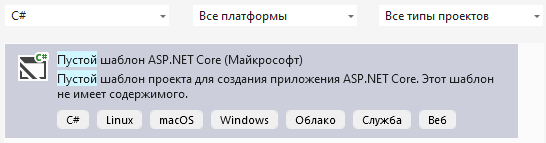 C# Все платформы Все типы проектов
C#
Пустой шаблон ASP.NET Core (Майкрософт)
Пустой шаблон проекта для создания приложения ASP.NET Core. Этот шаблон
не имеет содержимого.
C# Linux macOS Windows Облако Служба Веб